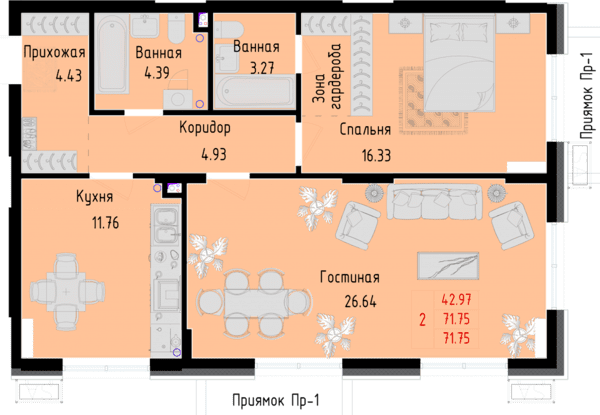 Прихожая
4.43
Ванная
4.39
Ванная
3.27
Зона
гардероба
Спальня
16.33
Приямок Пр-1
Коридор
4.93
Кухня
11.76
Гостиная
26.64
2
42.97
71.75
71.75
Приямок Пр-1